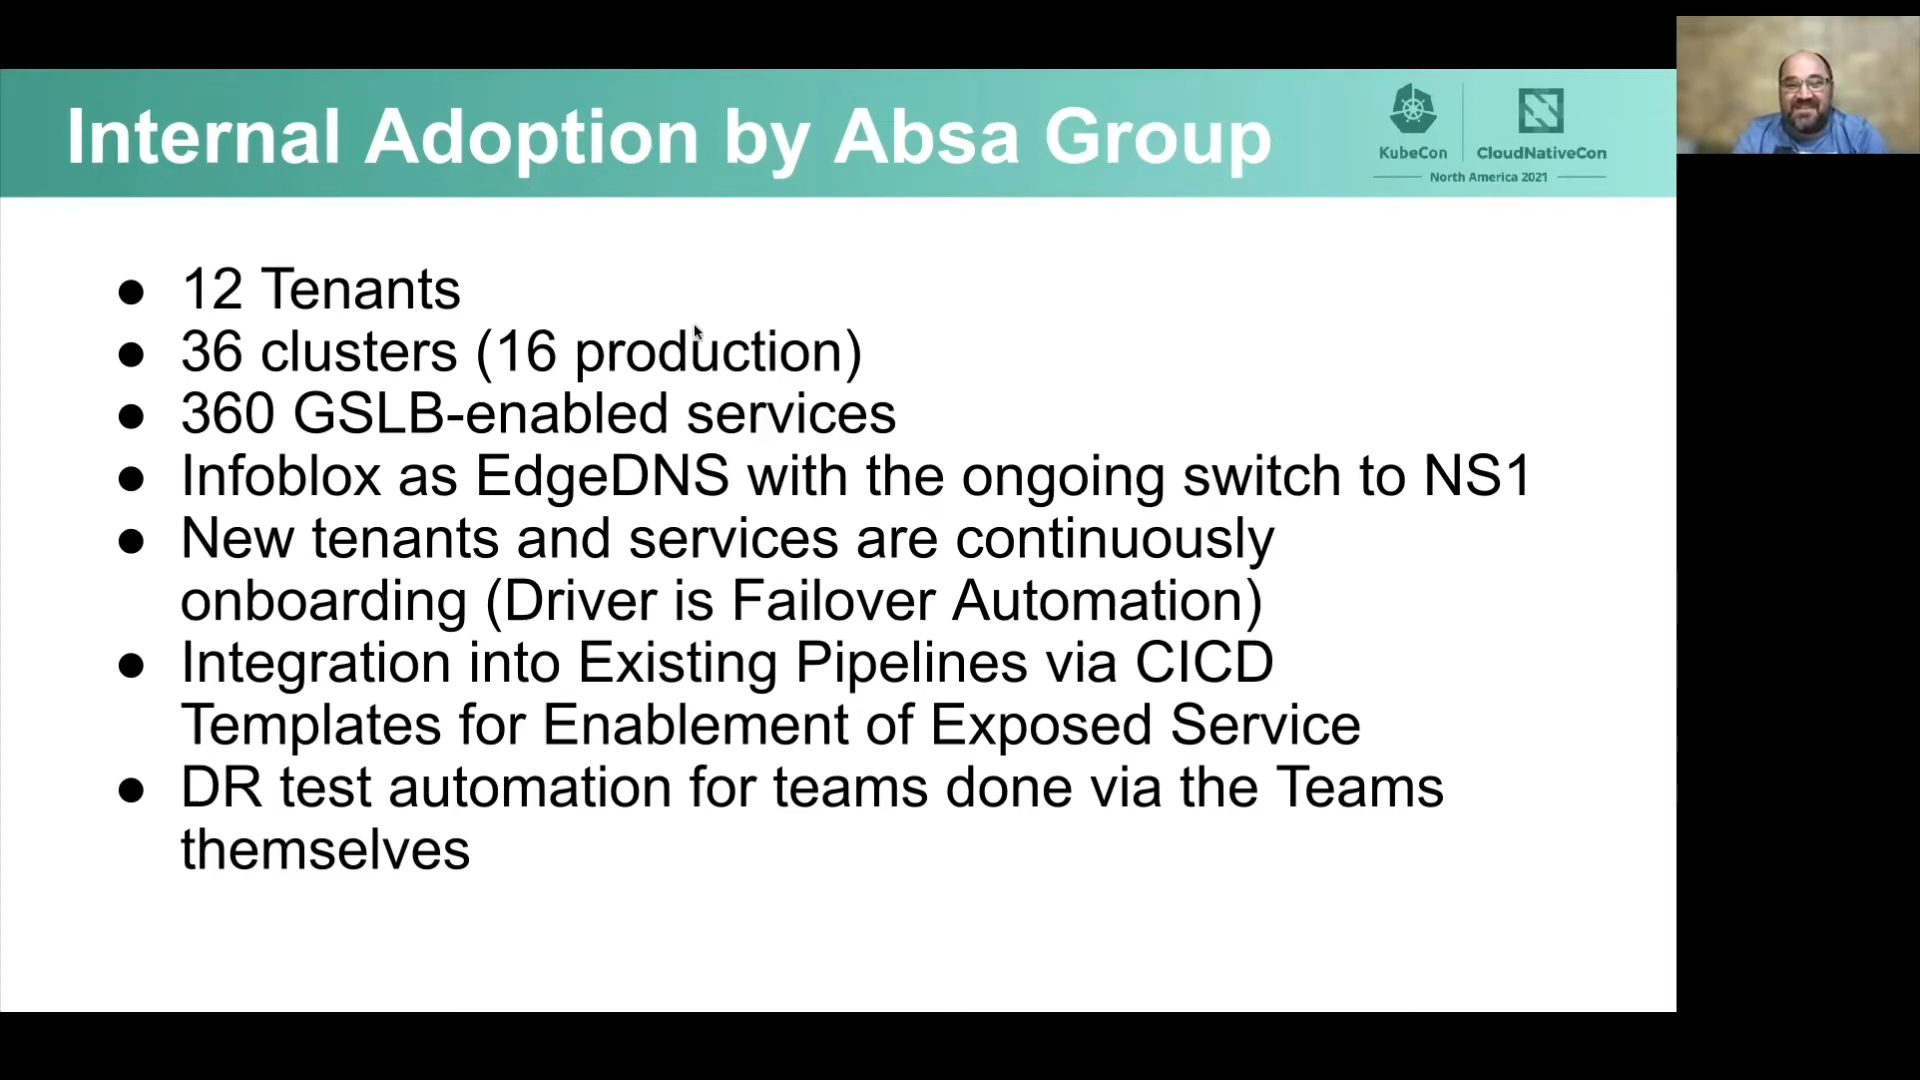 Internal Adoption by Absa Group
KubeCon
CloudNativeCon
North America 2021
● 12 Tenants
● 36 clusters (16 production)
● 360 GSLB-enabled services
● Infoblox as EdgeDNS with the ongoing switch to NS1
● New tenants and services are continuously
onboarding (Driver is Failover Automation)
● Integration into Existing Pipelines via CICD
Templates for Enablement of Exposed Service
● DR test automation for teams done via the Teams
themselves